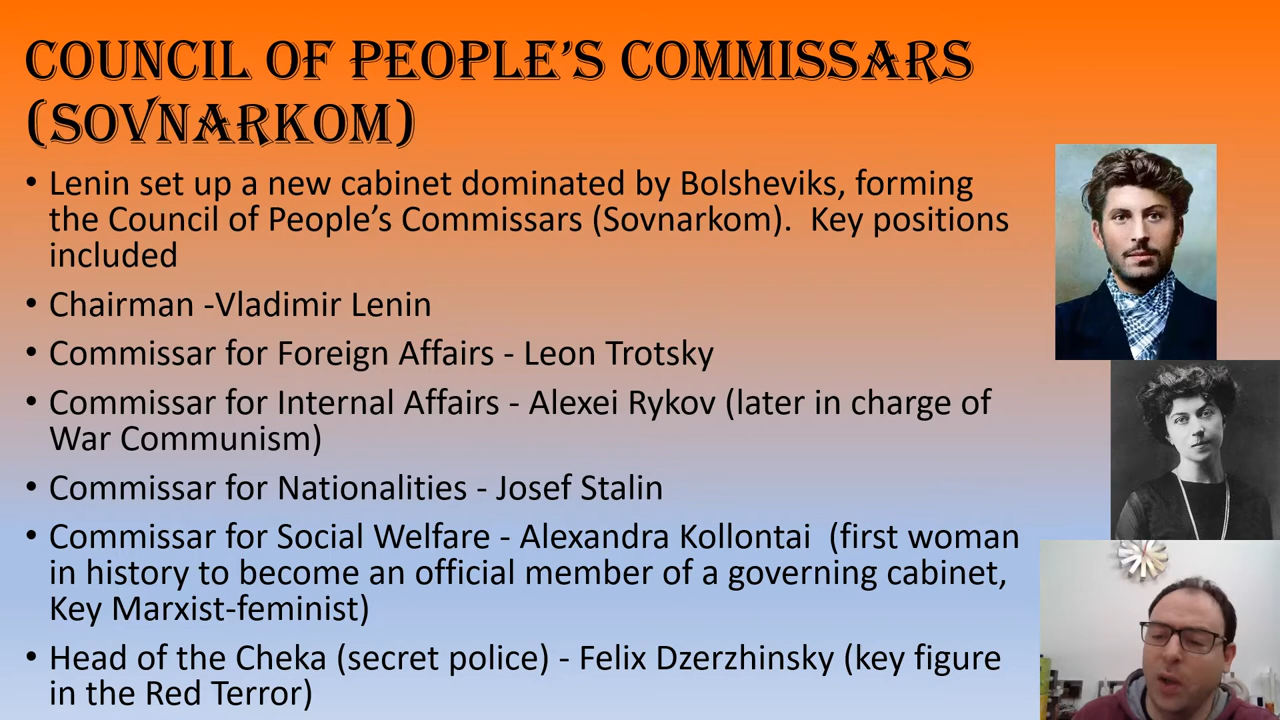 COUNCIL OF PEOPLE'S COMMISSARS
(SOVNARKOM)
• Lenin set up a new cabinet dominated by Bolsheviks, forming
the Council of People's Commissars (Sovnarkom).  Key positions
included
• Chairman -Vladimir Lenin
• Commissar for Foreign Affairs - Leon Trotsky
• Commissar for Internal Affairs - Alexei Rykov (later in charge of
War Communism)
• Commissar for Nationalities - Josef Stalin
• Commissar for Social Welfare - Alexandra Kollontai  (first woman
in history to become an official member of a governing cabinet,
Key Marxist-feminist)
• Head of the Cheka (secret police) - Felix Dzerzhinsky (key figure
in the Red Terror)